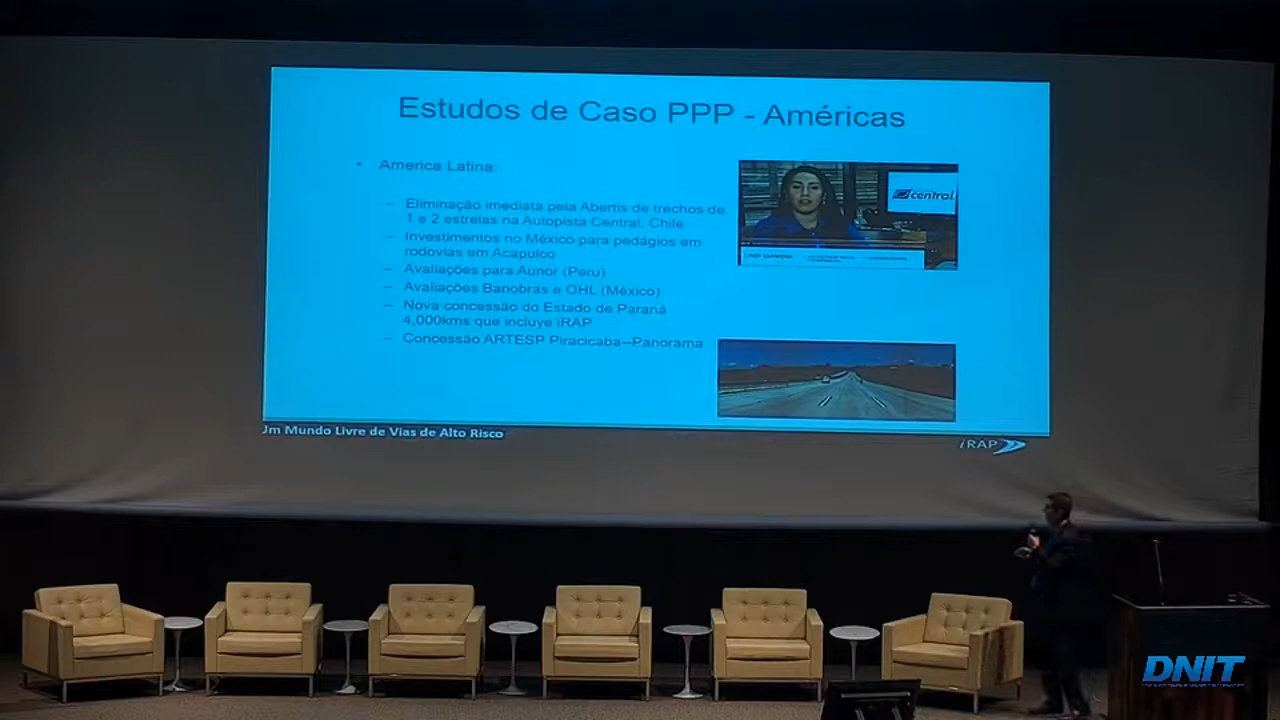 Estudos de Caso PPP - Américas
• America Latina:
– Eliminação imediata pela Abertis de trechos de
1 e 2 estrelas na Autopista Central, Chile
– Investimentos no México para pedágios em
rodovias em Acapulco
– Avaliações para Aunor (Peru)
– Avaliações Banobras e OHL (México)
– Nova concessão do Estado de Paraná
4,000kms que incluye iRAP
– Concessão ARTESP Piracicaba--Panorama
central
Um Mundo Livre de Vias de Alto Risco
iRAP
DNIT